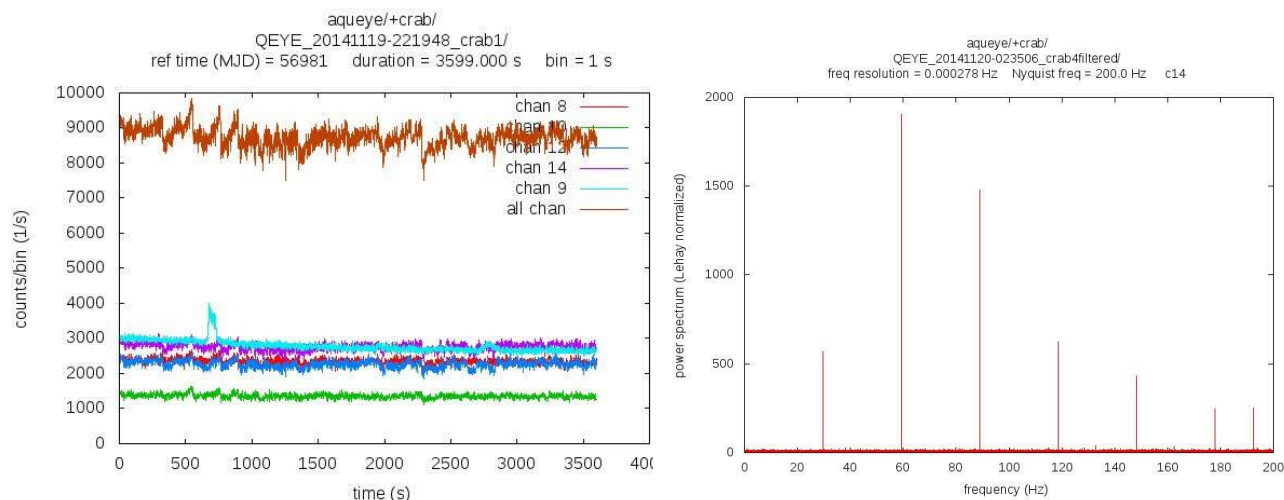 aqueye/+crab/
QEYE_20141119-221948_crab1/
ref time (MJD) = 56981 duration = 3599.000 s bin = 1 s
counts/bin (1/s)
10000
9000
8000
7000
6000
5000
4000
3000
2000
1000
0
chan 8
chan 10
chan 12
chan 14
chan 9
all chan
0 500 1000 1500 2000 2500 3000 3500 400
time (s)
aqueye/+crab/
QEYE_20141120-023506_crab4filtered/
freq resolution = 0.000278 Hz Nyquist freq = 200.0 Hz c14
power spectrum (Lehay normalized)
2000
1500
1000
500
0
0 20 40 60 80 100 120 140 160 180 200
frequency (Hz)